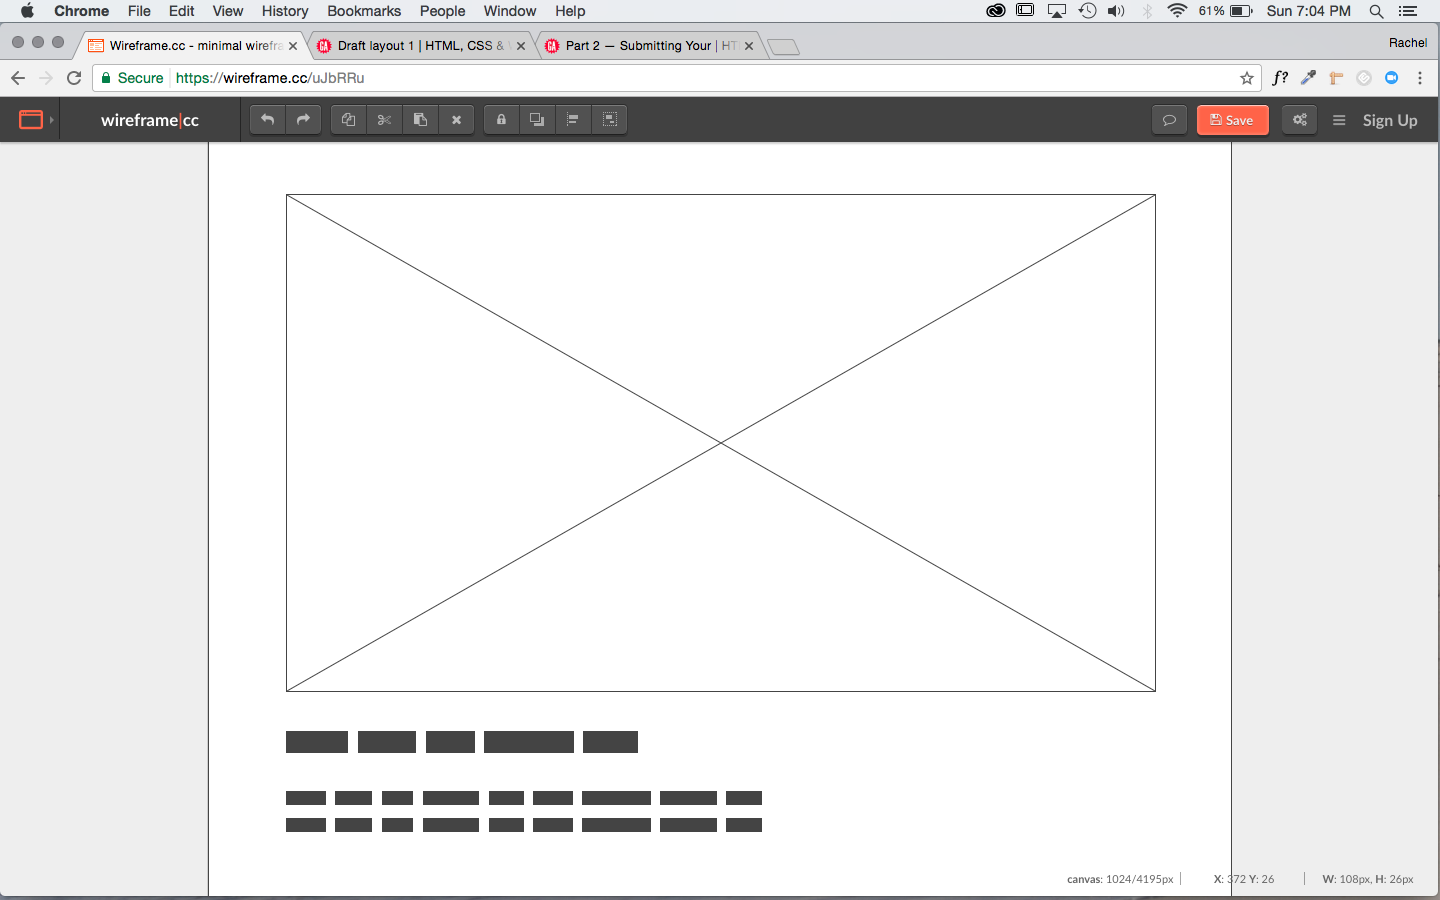 Chrome File Edit View History Bookmarks People Window Help 61% Sun 7:04 PM
Wireframe.cc - minimal wirefra GA Draft layout 1 | HTML, CSS & GA Part 2 — Submitting Your | HT Rachel
Secure https://wireframe.cc/uJbRRu f?
wireframe|cc Save Sign Up
canvas: 1024/4195px X: 372 Y: 26 W: 108px, H: 26px